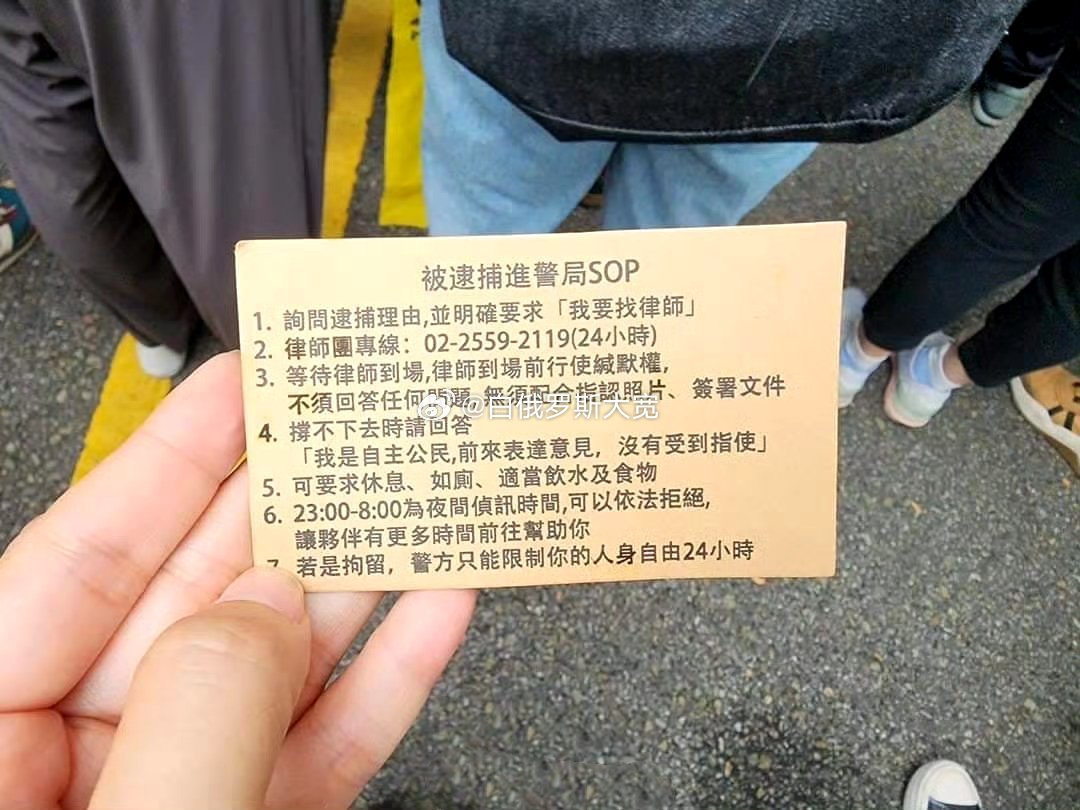 被逮捕進警局SOP
1. 詢問逮捕理由,並明確要求「我要找律師」
2. 律師團專線：02-2559-2119(24小時)
3. 等待律師到場,律師到場前行使緘默權,
不須回答任何問題,無須配合指認照片、簽署文件
@白俄罗斯大宽
4. 撐不下去時請回答
「我是自主公民,前來表達意見，沒有受到指使」
5. 可要求休息、如廁、適當飲水及食物
6. 23:00-8:00為夜間偵訊時間,可以依法拒絕,
讓夥伴有更多時間前往幫助你
7. 若是拘留，警方只能限制你的人身自由24小時